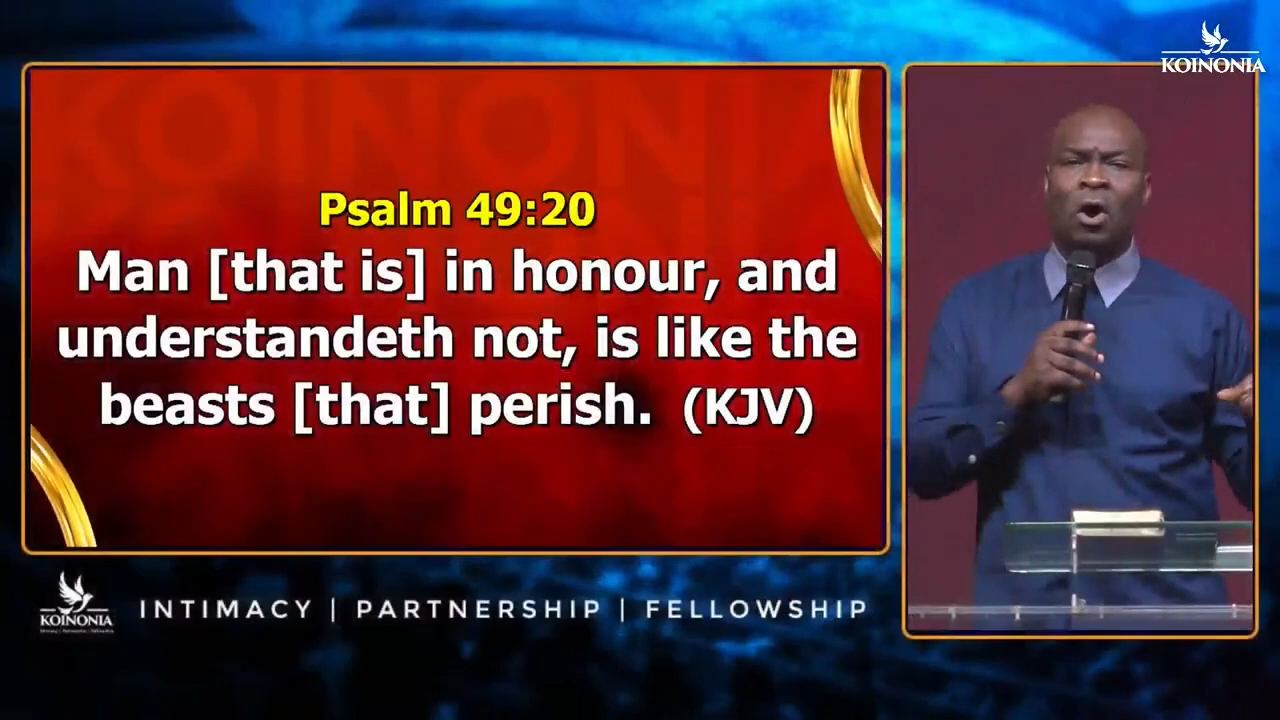 KOINONIA
Psalm 49:20
Man [that is] in honour, and
understandeth not, is like the
beasts [that] perish. (KJV)
KOINONIA
INTIMACY | PARTNERSHIP | FELLOWSHIP